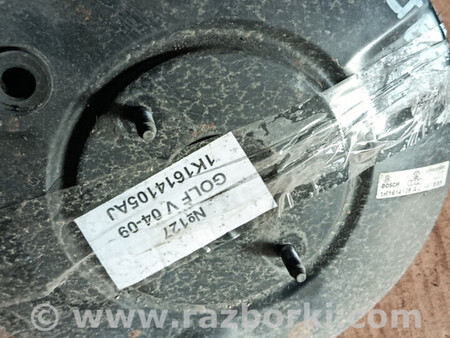 №127
GOLF V 04-09
1K1614105AJ
BOSCH
www.razborki.com